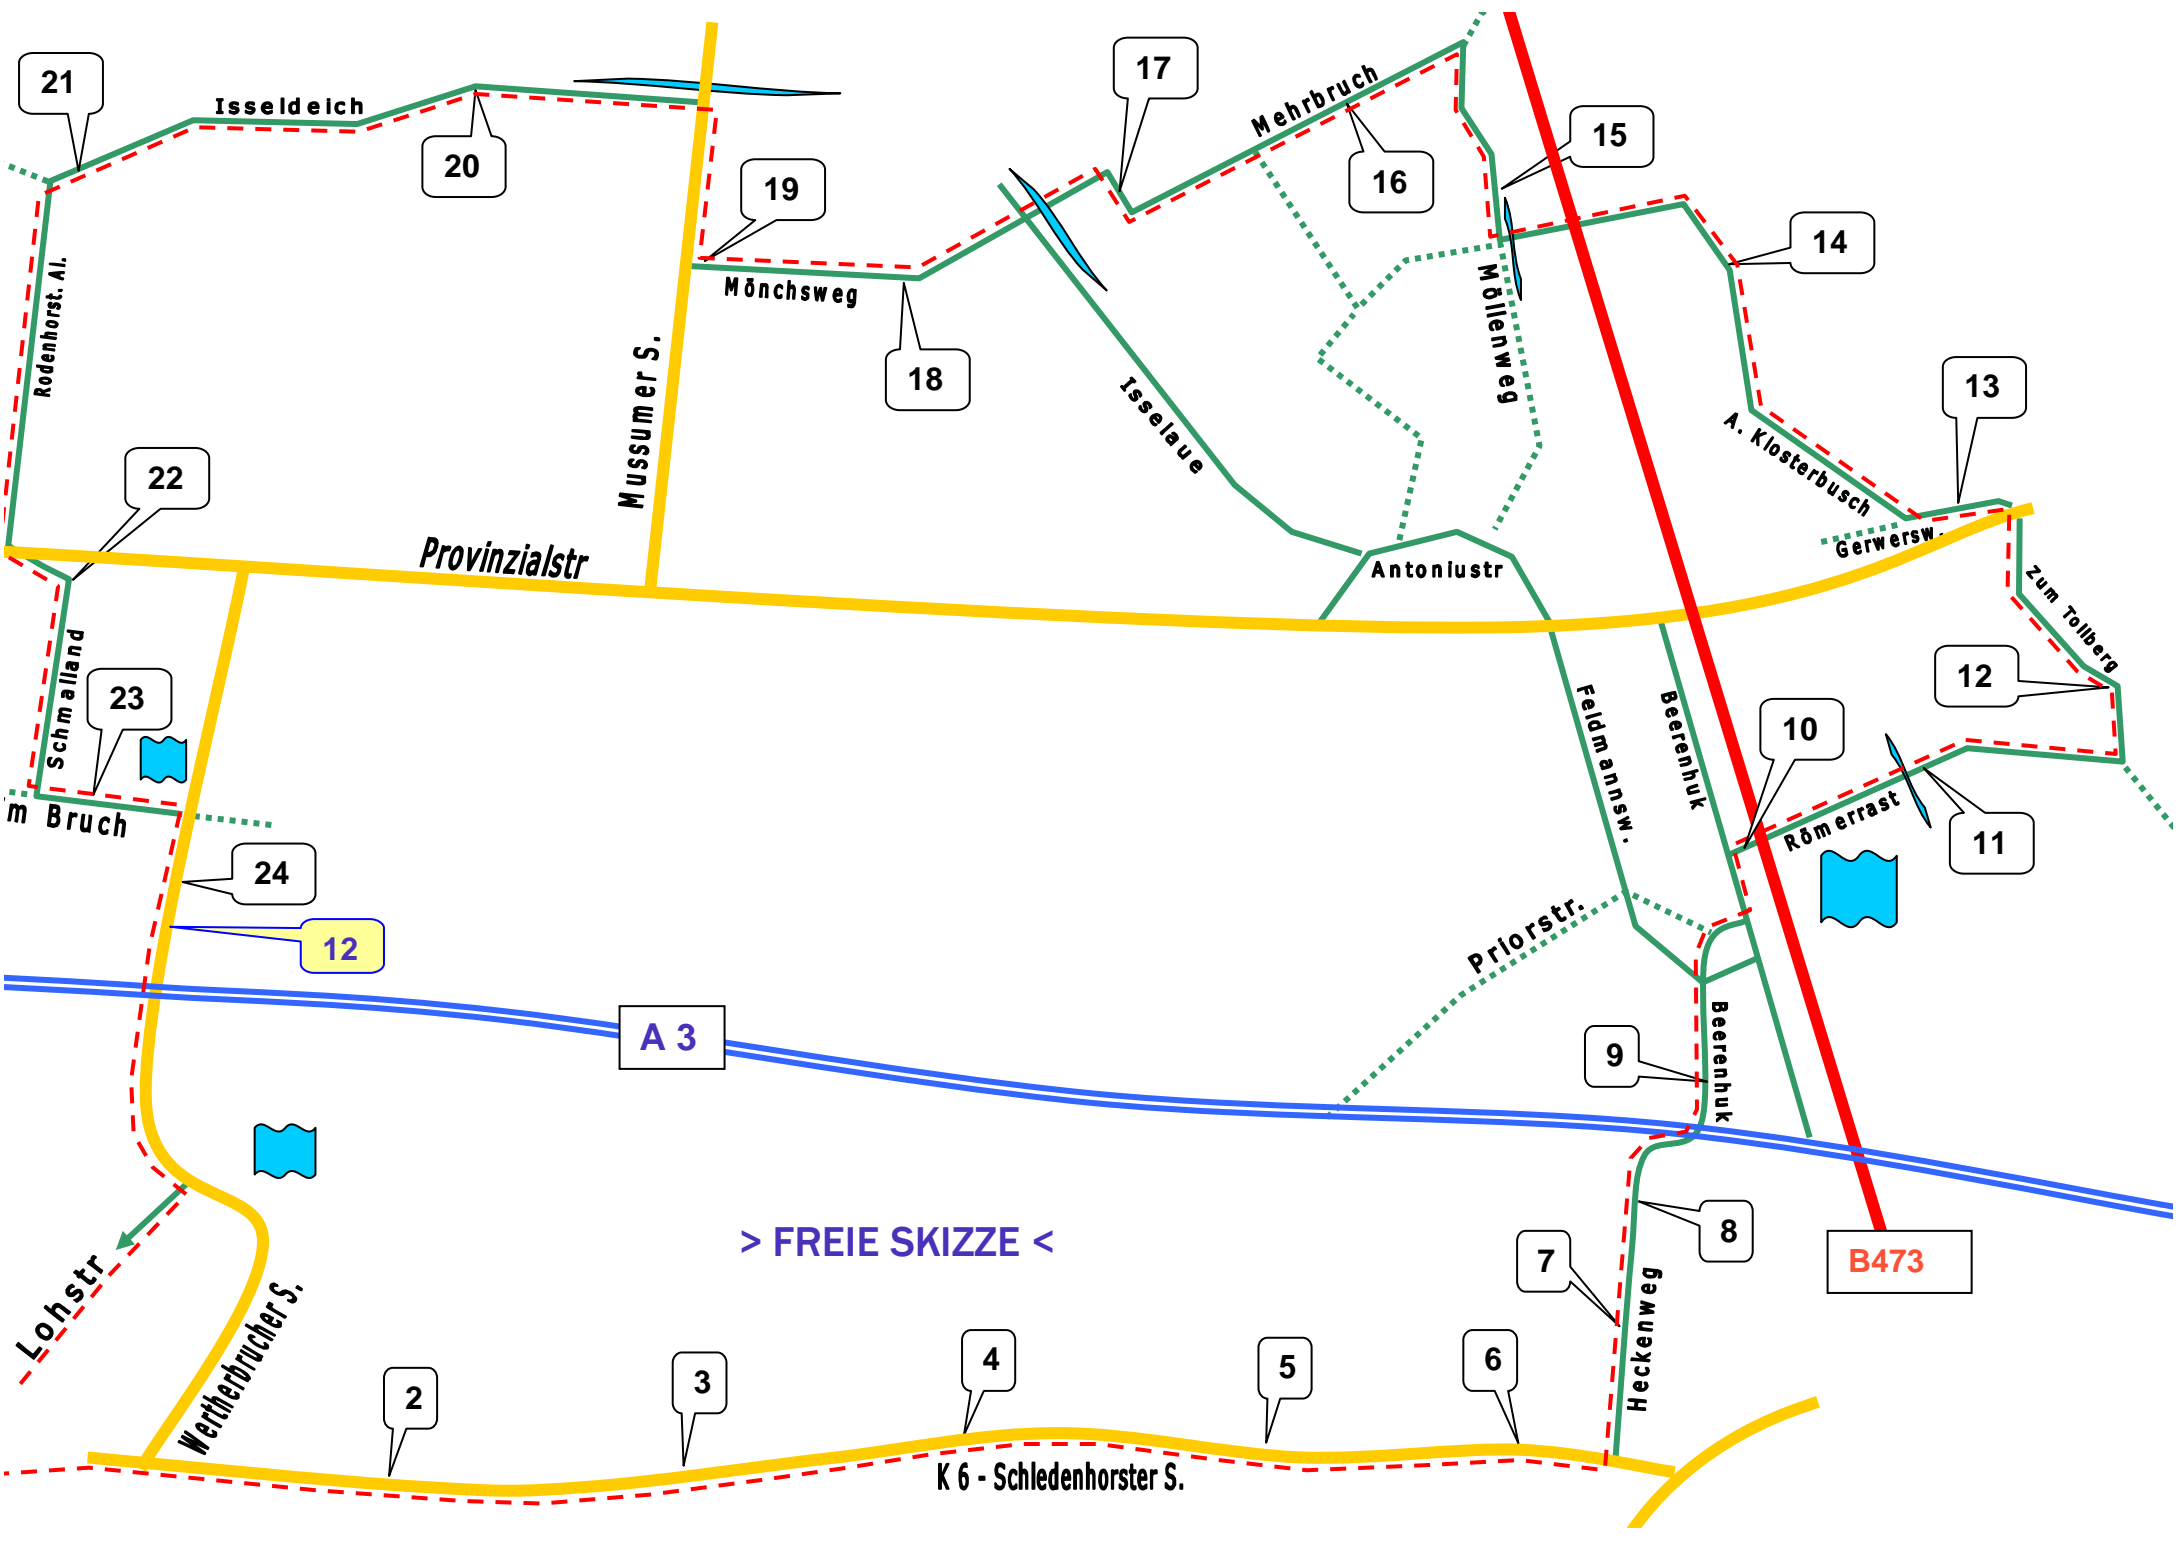 17
21
Isseldeich
Mehrbruch
15
20
16
19
14
Mönchsweg
Rodenhorst. Al.
Möllenweg
18
13
Mussumer S.
Isselaue
A. Klosterbusch
22
Gerwersw.
Provinzialstr
Antoniustr
Zum Tollberg
12
Schmalland
23
Feldmannsw.
Beerenhuk
10
m Bruch
Römerrast
11
24
12
Priorstr.
A 3
Beerenhuk
9
> FREIE SKIZZE <
8
7
B473
Lohstr
Wertherbrucher S.
Heckenweg
4
5
6
3
2
K 6 - Schledenhorster S.